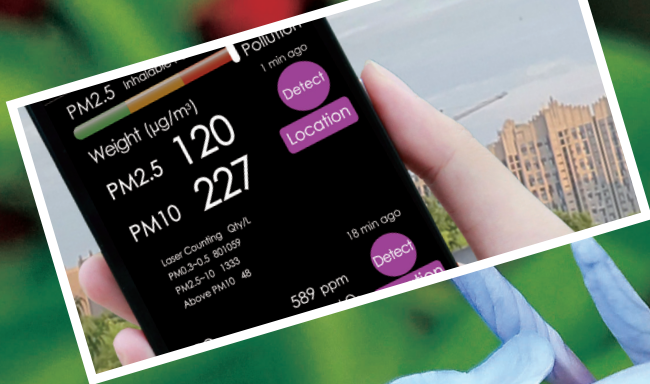 Pollution
PM2.5 Inhalable
1 min ago
Detect
Location
Weight (µg/m³)
PM2.5 120
PM10 227
Laser Counting Qty/L
PM0.3~0.5 801059
PM2.5~10 1333
Above PM10 48
18 min ago
Detect
589 ppm